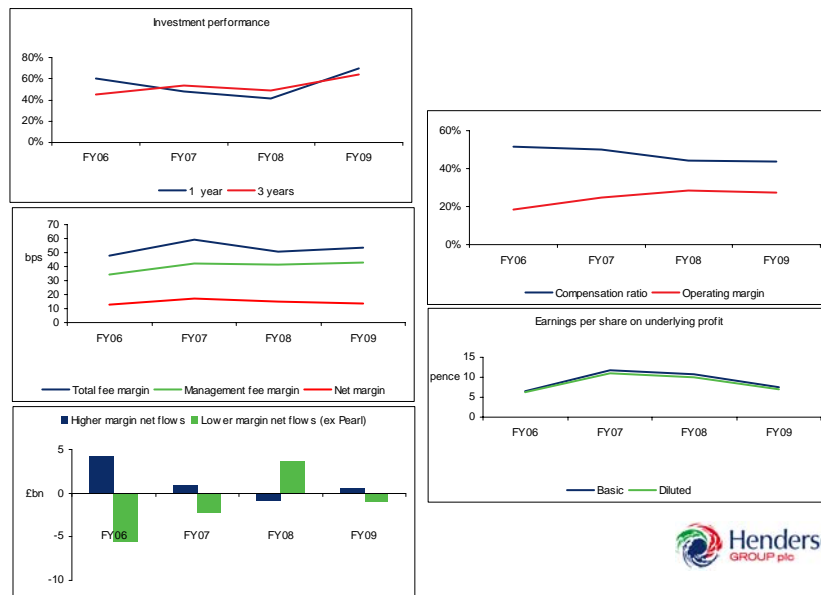 Investment performance
80%
60%
40%
20%
0%
FY06 FY07 FY08 FY09
1 year 3 years
70
60
50
40
30
20
10
0
bps
FY06 FY07 FY08 FY09
Total fee margin Management fee margin Net margin
Higher margin net flows Lower margin net flows (ex Pearl)
5
0
-5
-10
£bn
FY06 FY07 FY08 FY09
60%
40%
20%
0%
FY06 FY07 FY08 FY09
Compensation ratio Operating margin
Earnings per share on underlying profit
15
10
5
0
pence
FY06 FY07 FY08 FY09
Basic Diluted
Henders
GROUP plc